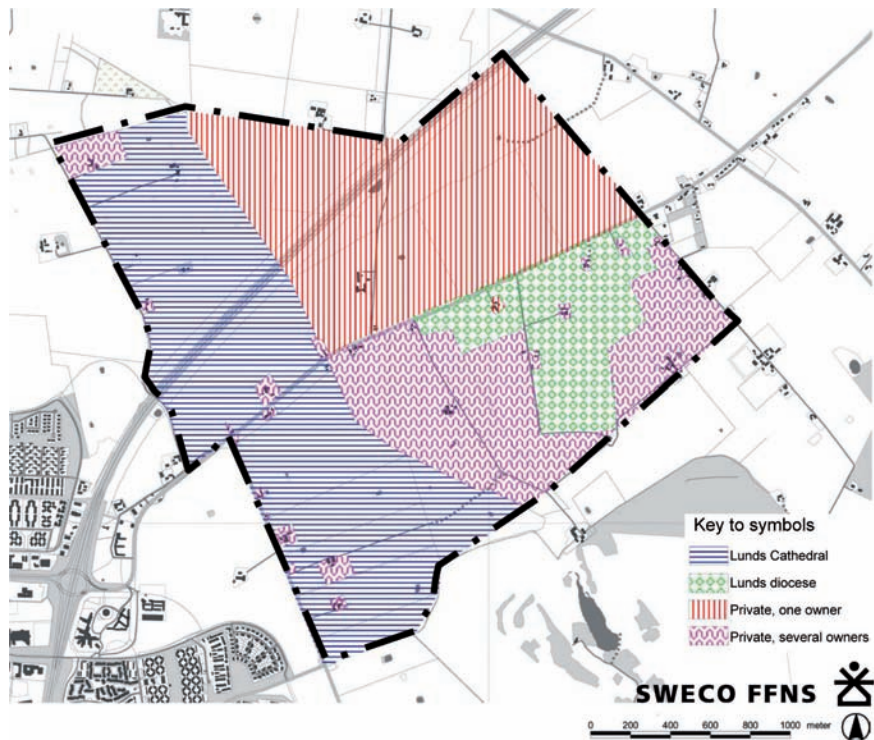 Key to symbols
Lunds Cathedral
Lunds diocese
Private, one owner
Private, several owners
SWECO FFNS
0 200 400 600 800 1000 meter